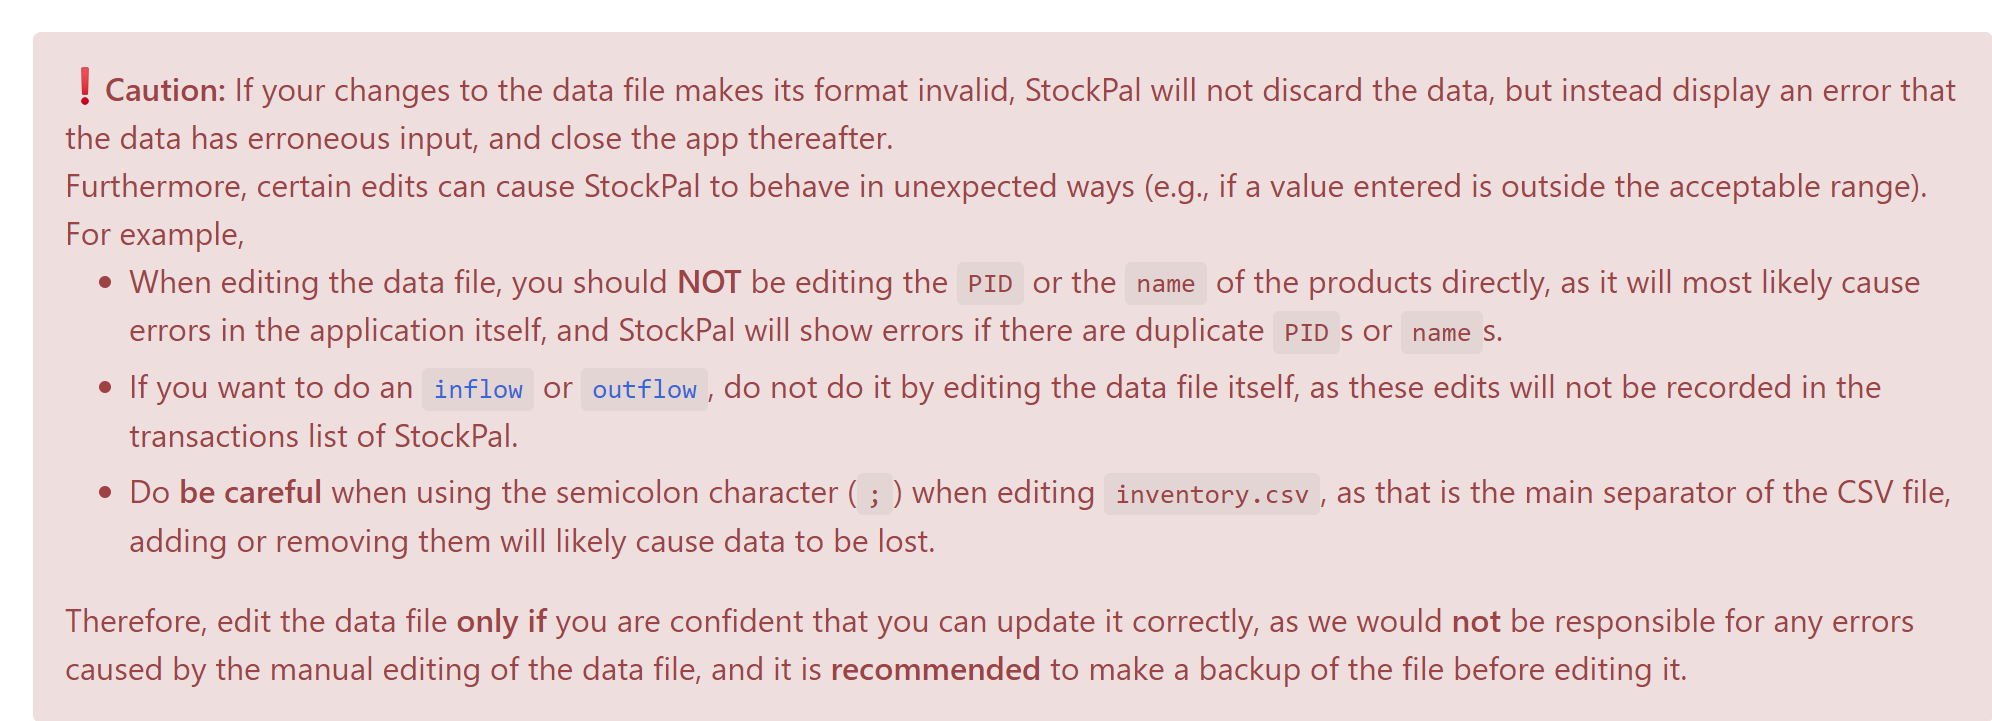 ❗Caution: If your changes to the data file makes its format invalid, StockPal will not discard the data, but instead display an error that
the data has erroneous input, and close the app thereafter.
Furthermore, certain edits can cause StockPal to behave in unexpected ways (e.g., if a value entered is outside the acceptable range).
For example,
• When editing the data file, you should NOT be editing the PID or the name of the products directly, as it will most likely cause
errors in the application itself, and StockPal will show errors if there are duplicate PIDs or names.
• If you want to do an inflow or outflow, do not do it by editing the data file itself, as these edits will not be recorded in the
transactions list of StockPal.
• Do be careful when using the semicolon character (;) when editing inventory.csv, as that is the main separator of the CSV file,
adding or removing them will likely cause data to be lost.
Therefore, edit the data file only if you are confident that you can update it correctly, as we would not be responsible for any errors
caused by the manual editing of the data file, and it is recommended to make a backup of the file before editing it.